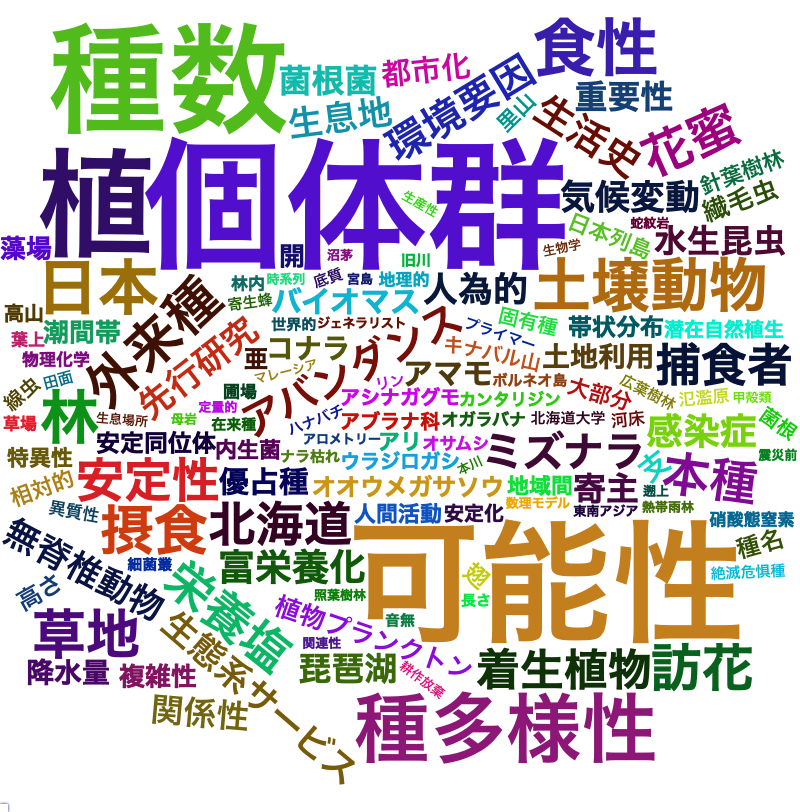 種数
食性
菌根菌
都市化
環境要因
重要性
生息地
里山
生活史
花蜜
針葉樹林
植
個体群
生産性
気候変動
繊毛虫
蛇紋岩
日本列島
水生昆虫
生物学
藻場
開
沼茅
旧川
日本
林内
時系列
底質
宮島
地理的
人為的
土壌動物
寄生蜂
バイオマス
高山
葉上
潮間帯
外来種
世界的
ジェネラリスト
プライマー
固有種
帯状分布
潜在自然植生
先行研究
亜
コナラ
アバンダンス
キナバル山
土地利用
捕食者
物理化学
マレーシア
アマモ
ボルネオ島
線虫
田面
圃場
リン
アシナガグモ
カンタリジン
大部分
広葉樹林
氾濫原
甲殻類
草場
林
生息場所
母岩
定量的
在来種
ハナバチ
アブラナ科
オガラバナ
北海道大学
河床
感染症
菌根
安定同位体
内生菌
アロメトリー
アリ
オサムシ
ミズナラ
震災前
特異性
安定性
ナラ枯れ
ウラジロガシ
本川
本種
相対的
優占種
オオウメガサソウ
地域間
寄主
遡上
数理モデル
東南アジア
熱帯雨林
異質性
摂食
北海道
人間活動
安定化
硝酸態窒素
種名
無脊椎動物
細菌叢
富栄養化
可能性
絶滅危惧種
高さ
栄養塩
照葉樹林
翅
長さ
草地
植物プランクトン
音無
関連性
降水量
複雑性
生態系サービス
琵琶湖
耕作放棄
着生植物
訪花
関係性
種多様性